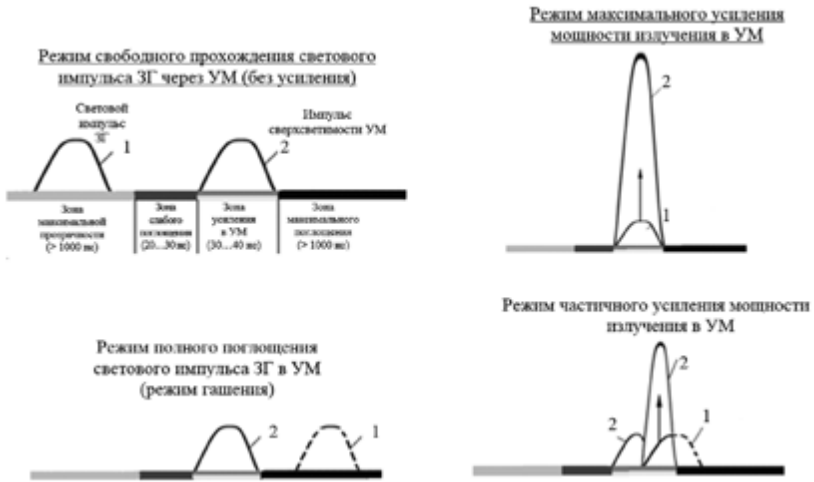 Режим свободного прохождения светового
импульса ЗГ через УМ (без усиления)
Световой
импульс
ЗГ
1
Импульс
сверхсветимости УМ
2
Зона
максимальной
прозрачности
(> 1000 нс)
Зона
слабого
поглощения
(20...30 нс)
Зона
усиления
в УМ
(30...40 нс)
Зона
максимального
поглощения
(> 1000 нс)
Режим максимального усиления
мощности излучения в УМ
2
1
Режим полного поглощения
светового импульса ЗГ в УМ
(режим гашения)
2
1
Режим частичного усиления мощности
излучения в УМ
2
2
1